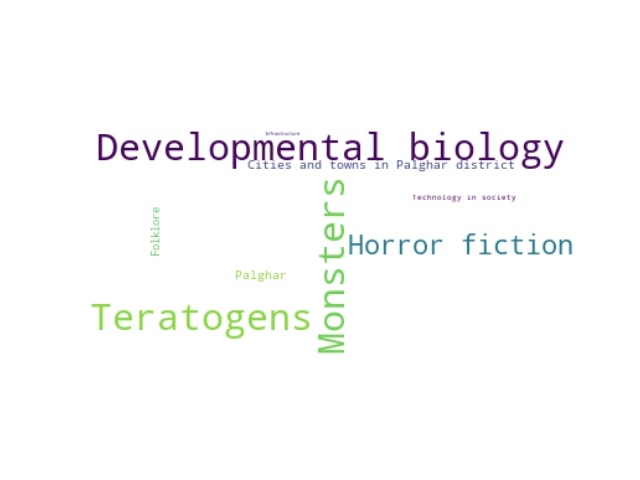 Infrastructure
Developmental biology
Cities and towns in Palghar district
Technology in society
Folklore
Monsters
Horror fiction
Palghar
Teratogens